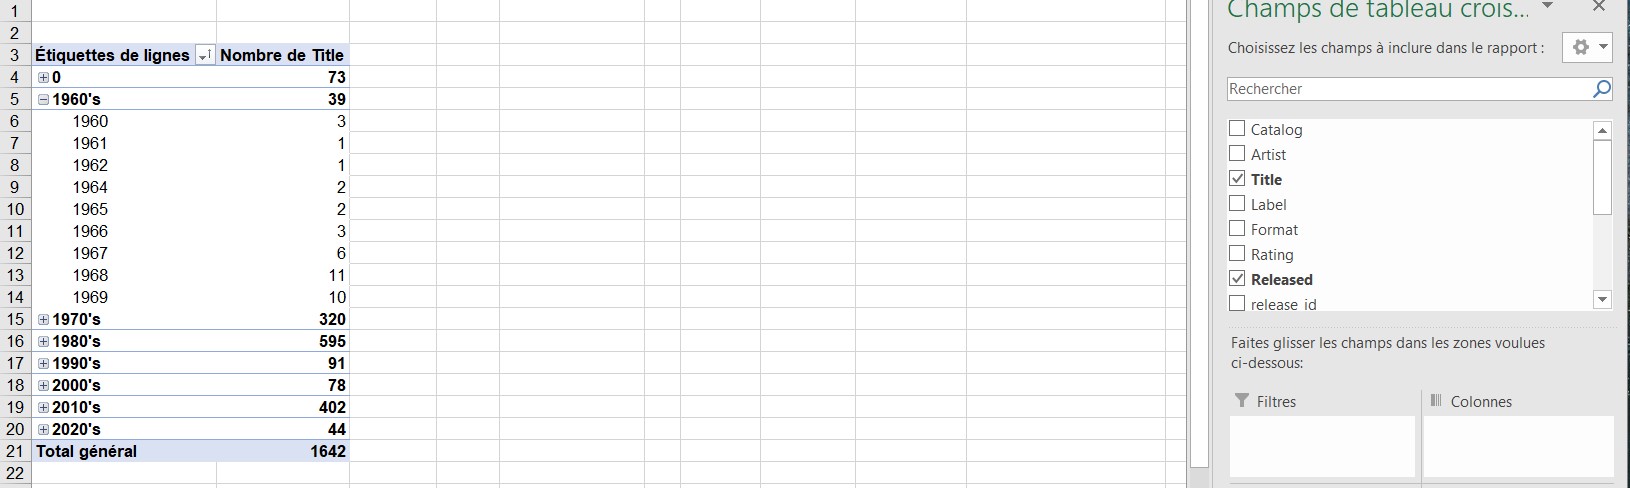 1
2
3 Étiquettes de lignes Nombre de Title
4 0 73
5 1960's 39
6 1960 3
7 1961 1
8 1962 1
9 1964 2
10 1965 2
11 1966 3
12 1967 6
13 1968 11
14 1969 10
15 1970's 320
16 1980's 595
17 1990's 91
18 2000's 78
19 2010's 402
20 2020's 44
21 Total général 1642
22
Champs de tableau crois...
Choisissez les champs à inclure dans le rapport :
Rechercher
Catalog
Artist
Title
Label
Format
Rating
Released
release_id
Faites glisser les champs dans les zones voulues
ci-dessous:
Filtres
Colonnes